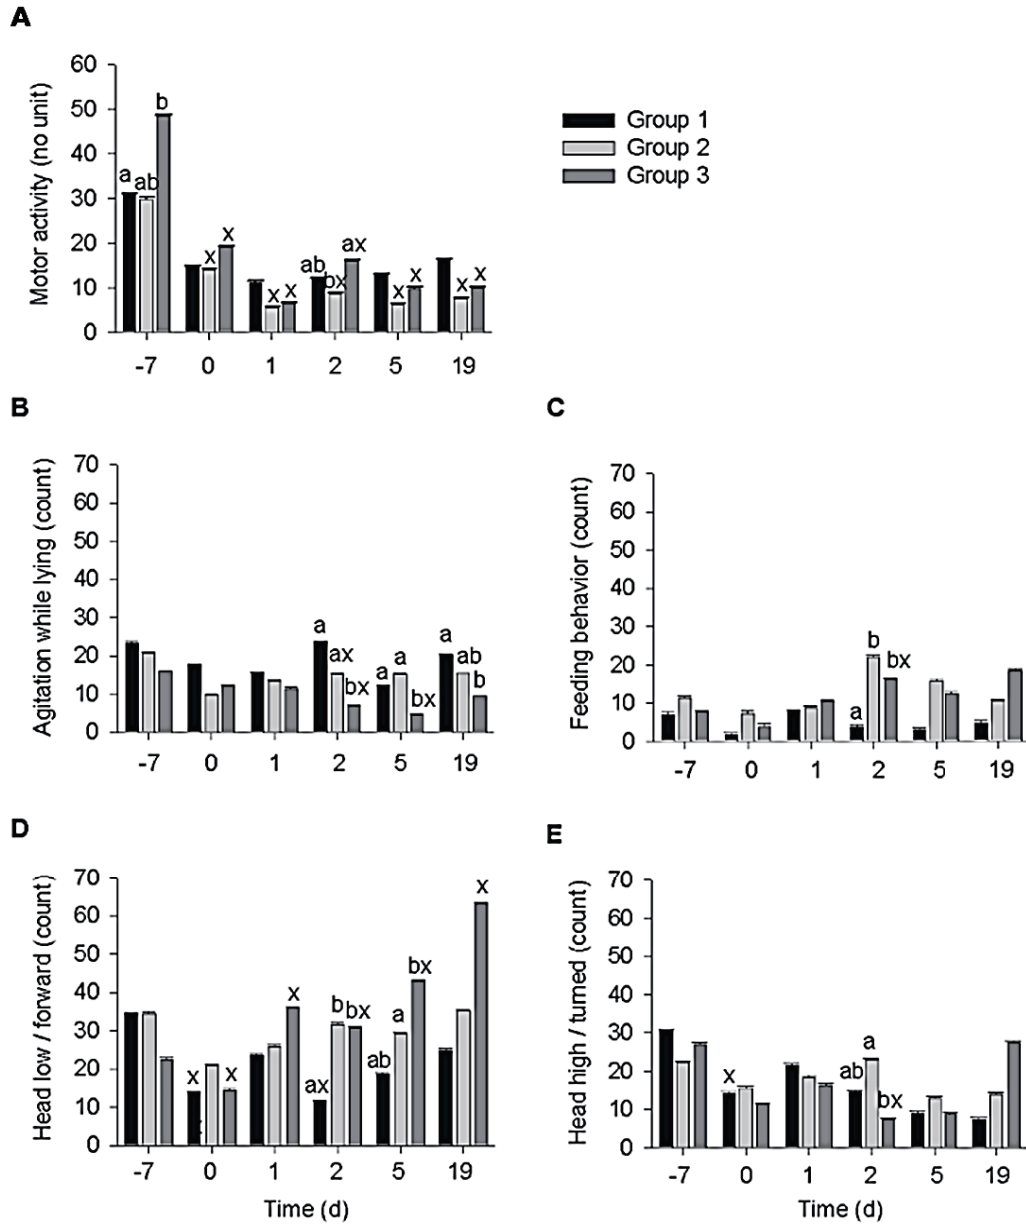 A
Motor activity (no unit)
60
50
40
30
20
10
0
a
ab
b
x
x
x
x
ab
bx
ax
x
x
x
x
-7 0 1 2 5 19
Group 1
Group 2
Group 3
B
Agitation while lying (count)
70
60
50
40
30
20
10
0
a
ax
bx
a
a
bx
a
ab
b
-7 0 1 2 5 19
C
Feeding behavior (count)
70
60
50
40
30
20
10
0
a
b
bx
-7 0 1 2 5 19
D
Head low / forward (count)
70
60
50
40
30
20
10
0
x
x
x
ax
b
bx
ab
a
bx
x
-7 0 1 2 5 19
Time (d)
E
Head high / turned (count)
70
60
50
40
30
20
10
0
x
ab
a
bx
-7 0 1 2 5 19
Time (d)